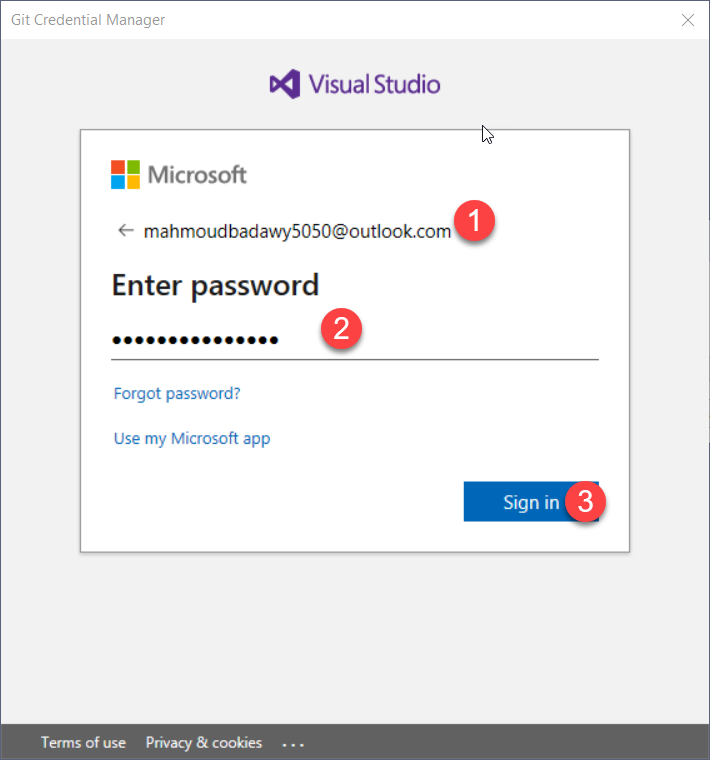 Git Credential Manager
Visual Studio
Microsoft
mahmoudbadawy5050@outlook.com 1
Enter password
••••••••••••••• 2
Forgot password?
Use my Microsoft app
Sign in 3
Terms of use Privacy & cookies ...